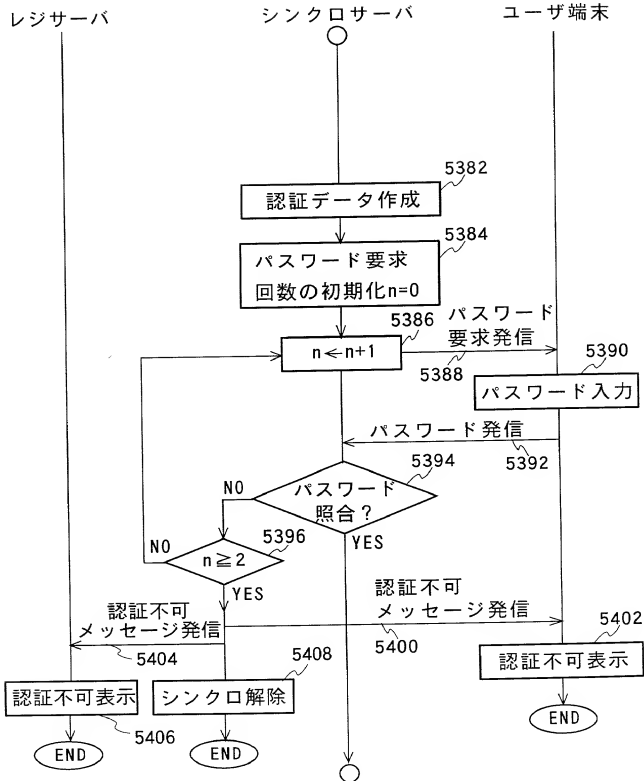 レジサーバ
シンクロサーバ
ユーザ端末
5382
認証データ作成
5384
パスワード要求
回数の初期化n=0
5386
n←n+1
パスワード
要求発信
5388
5390
パスワード入力
パスワード発信
5392
5394
パスワード
照合？
NO
YES
5396
n≧2
NO
YES
認証不可
メッセージ発信
5404
認証不可
メッセージ発信
5400
5402
認証不可表示
5408
認証不可表示
5406
シンクロ解除
END
END
END